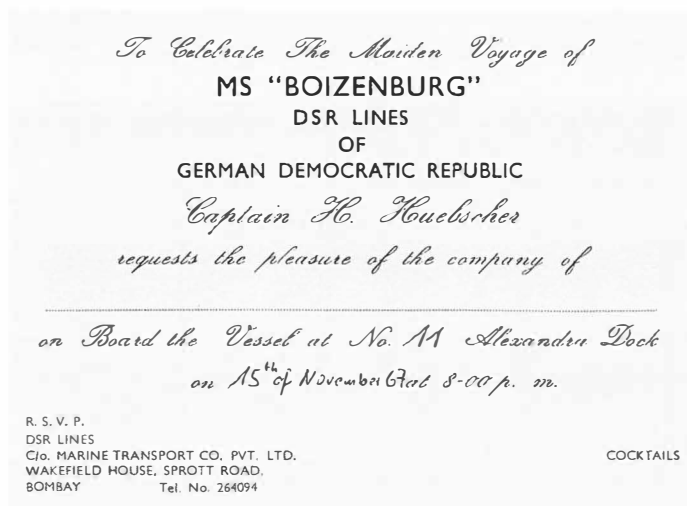 To Celebrate The Maiden Voyage of
MS "BOIZENBURG"
DSR LINES
OF
GERMAN DEMOCRATIC REPUBLIC
Captain H. Huebscher
requests the pleasure of the company of
on Board the Vessel at No. 11 Alexandra Dock
on 15th of November 67 at 8-00 p. m.
R. S. V. P.
DSR LINES
C/o. MARINE TRANSPORT CO. PVT. LTD.
WAKEFIELD HOUSE, SPROTT ROAD,
BOMBAY Tel. No. 264094
COCKTAILS